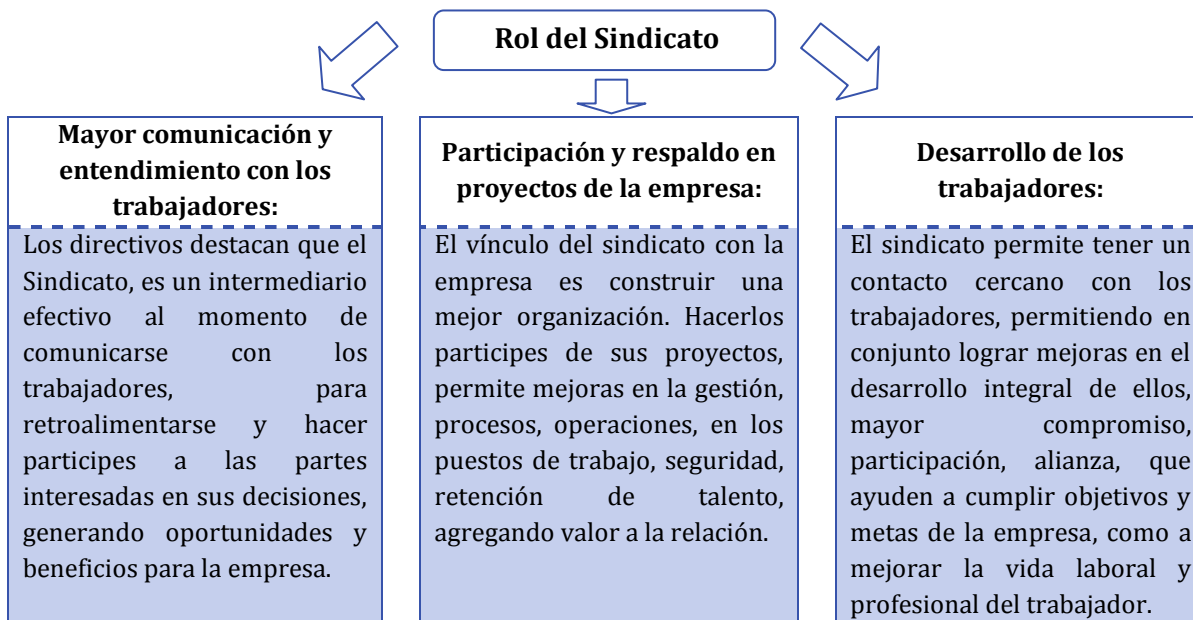 Rol del Sindicato
Mayor comunicación y
entendimiento con los
trabajadores:
Los directivos destacan que el
Sindicato, es un intermediario
efectivo al momento de
comunicarse con los
trabajadores, para
retroalimentarse y hacer
participes a las partes
interesadas en sus decisiones,
generando oportunidades y
beneficios para la empresa.
Participación y respaldo en
proyectos de la empresa:
El vínculo del sindicato con la
empresa es construir una
mejor organización. Hacerlos
participes de sus proyectos,
permite mejoras en la gestión,
procesos, operaciones, en los
puestos de trabajo, seguridad,
retención de talento,
agregando valor a la relación.
Desarrollo de los
trabajadores:
El sindicato permite tener un
contacto cercano con los
trabajadores, permitiendo en
conjunto lograr mejoras en el
desarrollo integral de ellos,
mayor compromiso,
participación, alianza, que
ayuden a cumplir objetivos y
metas de la empresa, como a
mejorar la vida laboral y
profesional del trabajador.